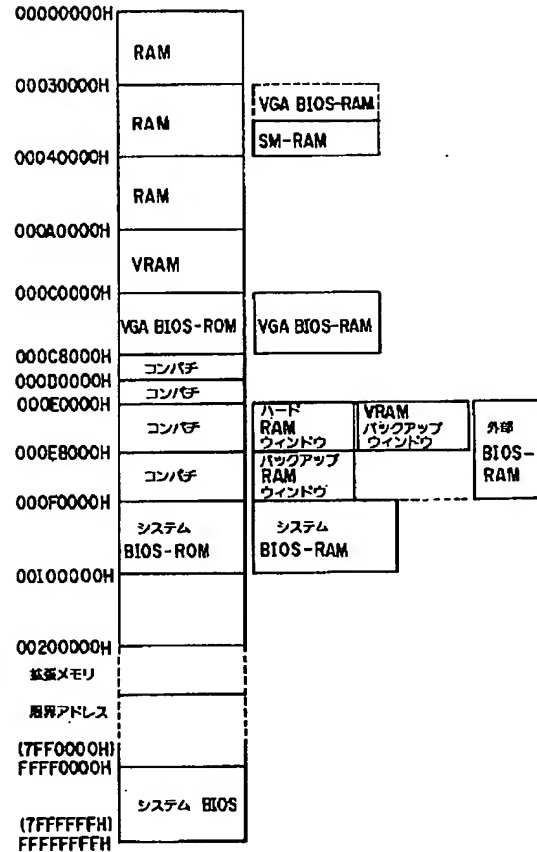 00000000H
RAM
00030000H
RAM
VGA BIOS-RAM
SM-RAM
00040000H
RAM
000A0000H
VRAM
000C0000H
VGA BIOS-ROM
VGA BIOS-RAM
000C8000H
コンパチ
000D0000H
コンパチ
000E0000H
コンパチ
ハード
RAM
ウィンドウ
VRAM
バックアップ
ウィンドウ
外部
BIOS-
RAM
000E8000H
コンパチ
バックアップ
RAM
ウィンドウ
000F0000H
システム
BIOS-ROM
システム
BIOS-RAM
00100000H
00200000H
拡張メモリ
限界アドレス
(7FF0000H)
FFFF0000H
システム BIOS
(7FFFFFFH)
FFFFFFFFH